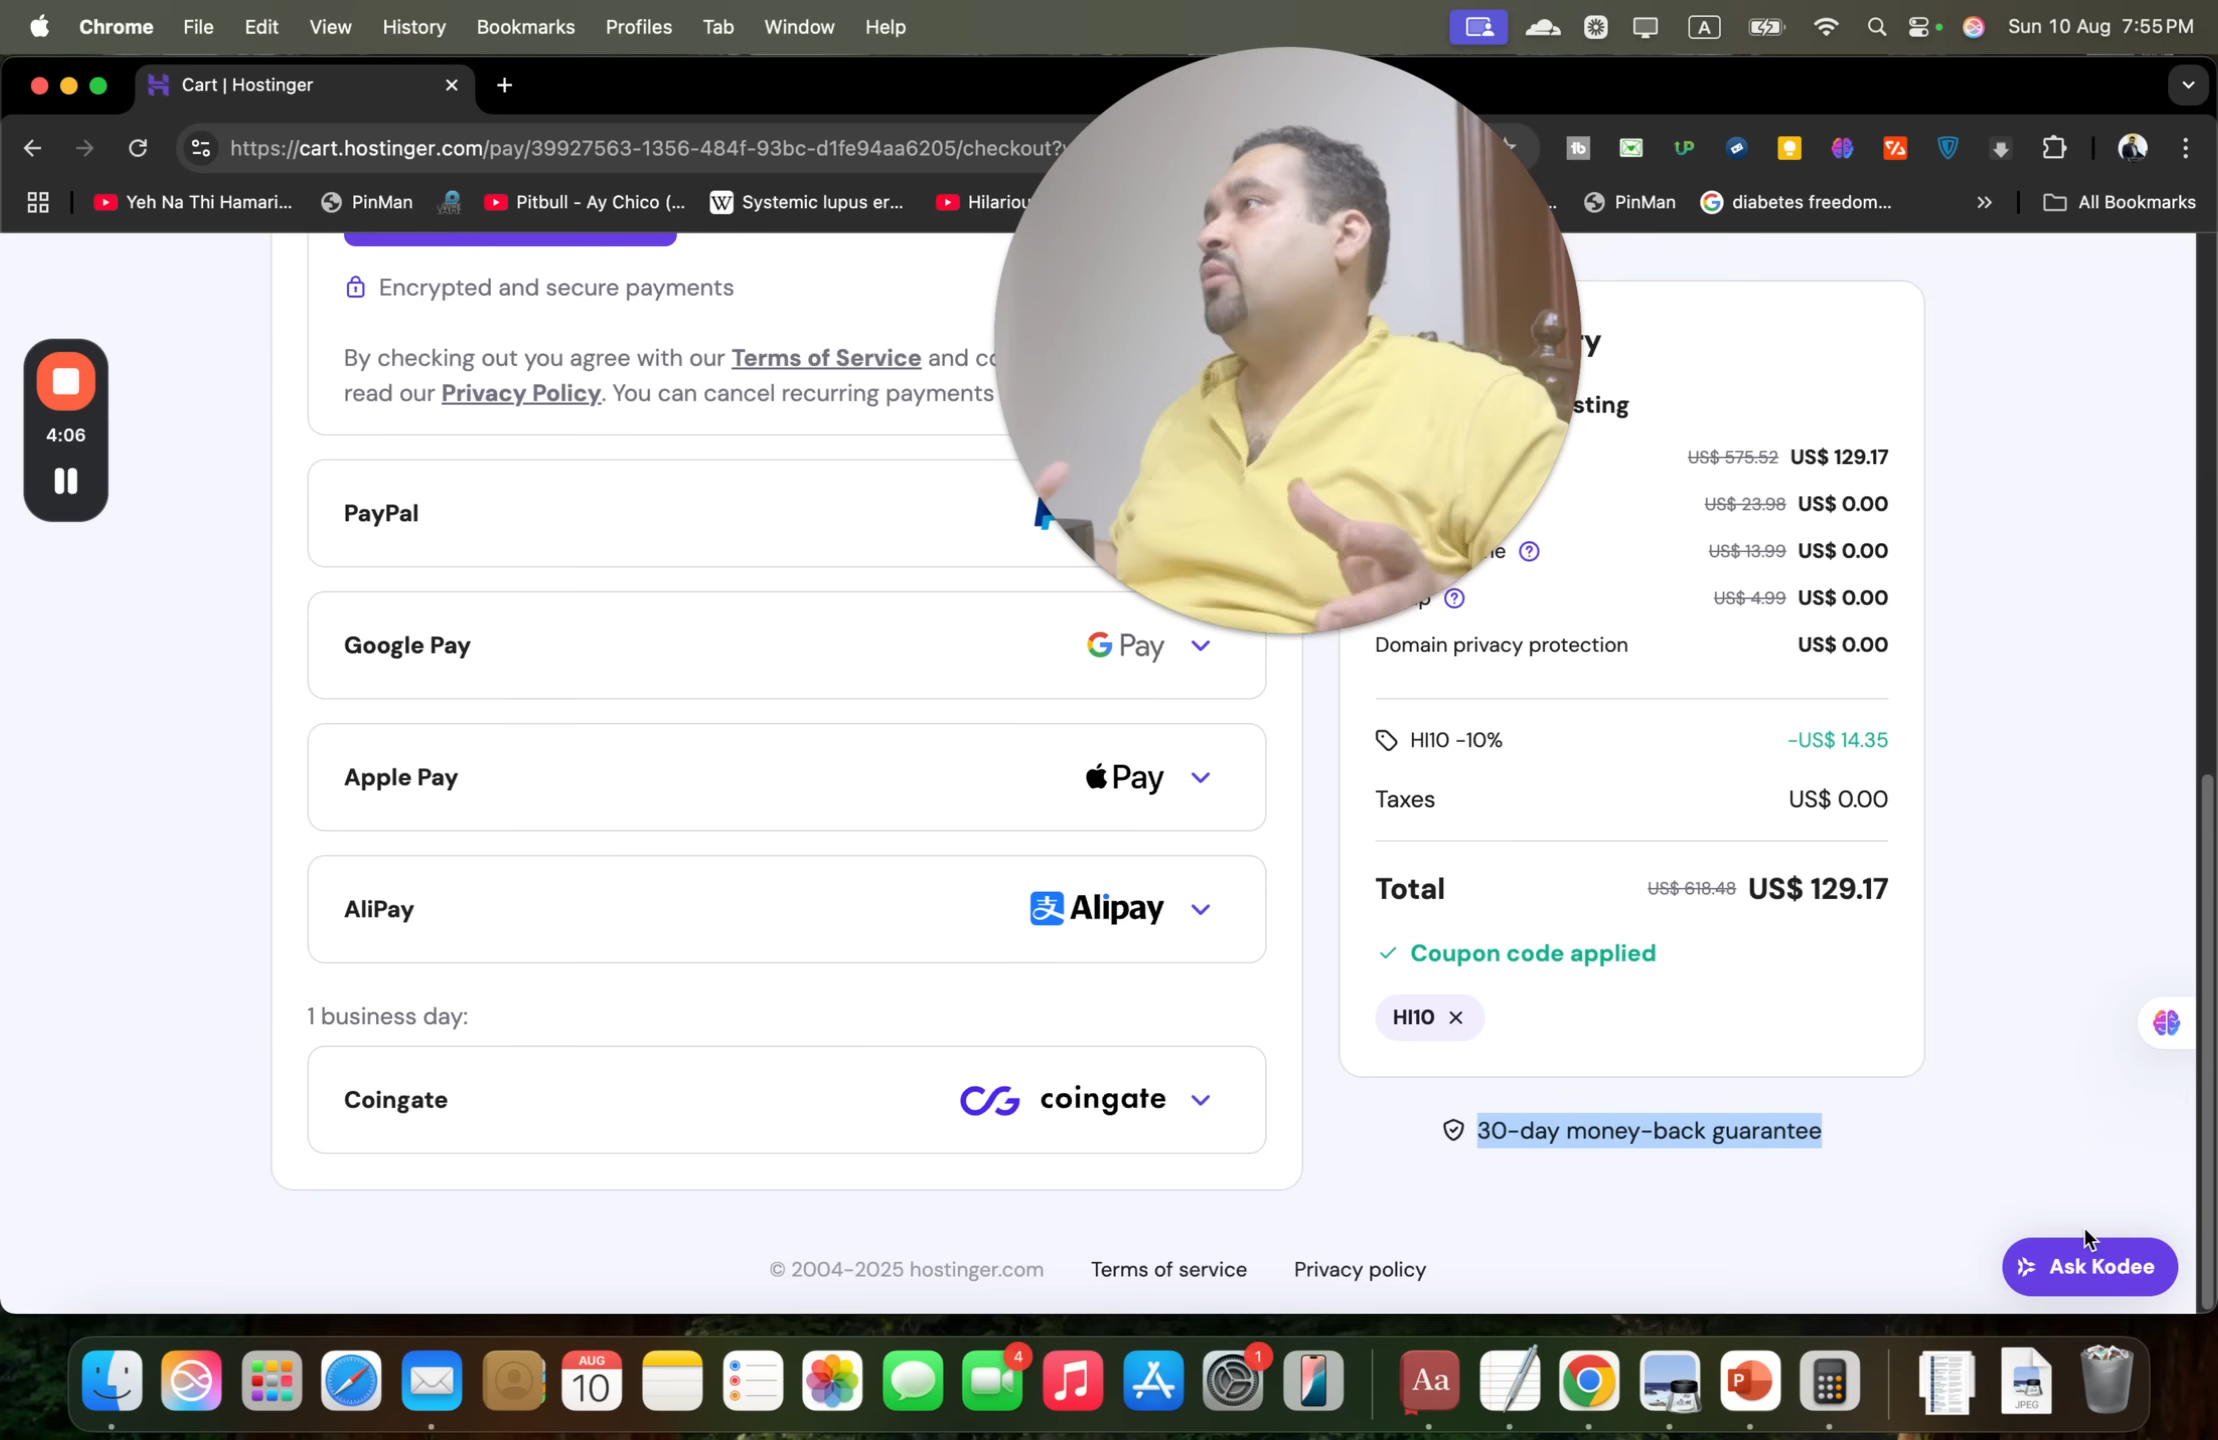 Chrome File Edit View History Bookmarks Profiles Tab Window Help A Sun 10 Aug 7:55 PM
Cart | Hostinger
https://cart.hostinger.com/pay/39927563-1356-484f-93bc-d1fe94aa6205/checkout?
Yeh Na Thi Hamari... PinMan Pitbull - Ay Chico (... W Systemic lupus er... Hilariou ... PinMan diabetes freedom... All Bookmarks
Encrypted and secure payments
By checking out you agree with our Terms of Service and co
read our Privacy Policy. You can cancel recurring payments
4:06
PayPal
Google Pay G Pay
Apple Pay Pay
AliPay 支 Alipay
1 business day:
Coingate CG coingate
ry
sting
US$ 575.52 US$ 129.17
US$ 23.98 US$ 0.00
US$ 13.99 US$ 0.00
US$ 4.99 US$ 0.00
Domain privacy protection US$ 0.00
HI10 -10% -US$ 14.35
Taxes US$ 0.00
Total US$ 618.48 US$ 129.17
Coupon code applied
HI10
30-day money-back guarantee
© 2004-2025 hostinger.com Terms of service Privacy policy
Ask Kodee
AUG
10
4
1
Aa
P
JPEG